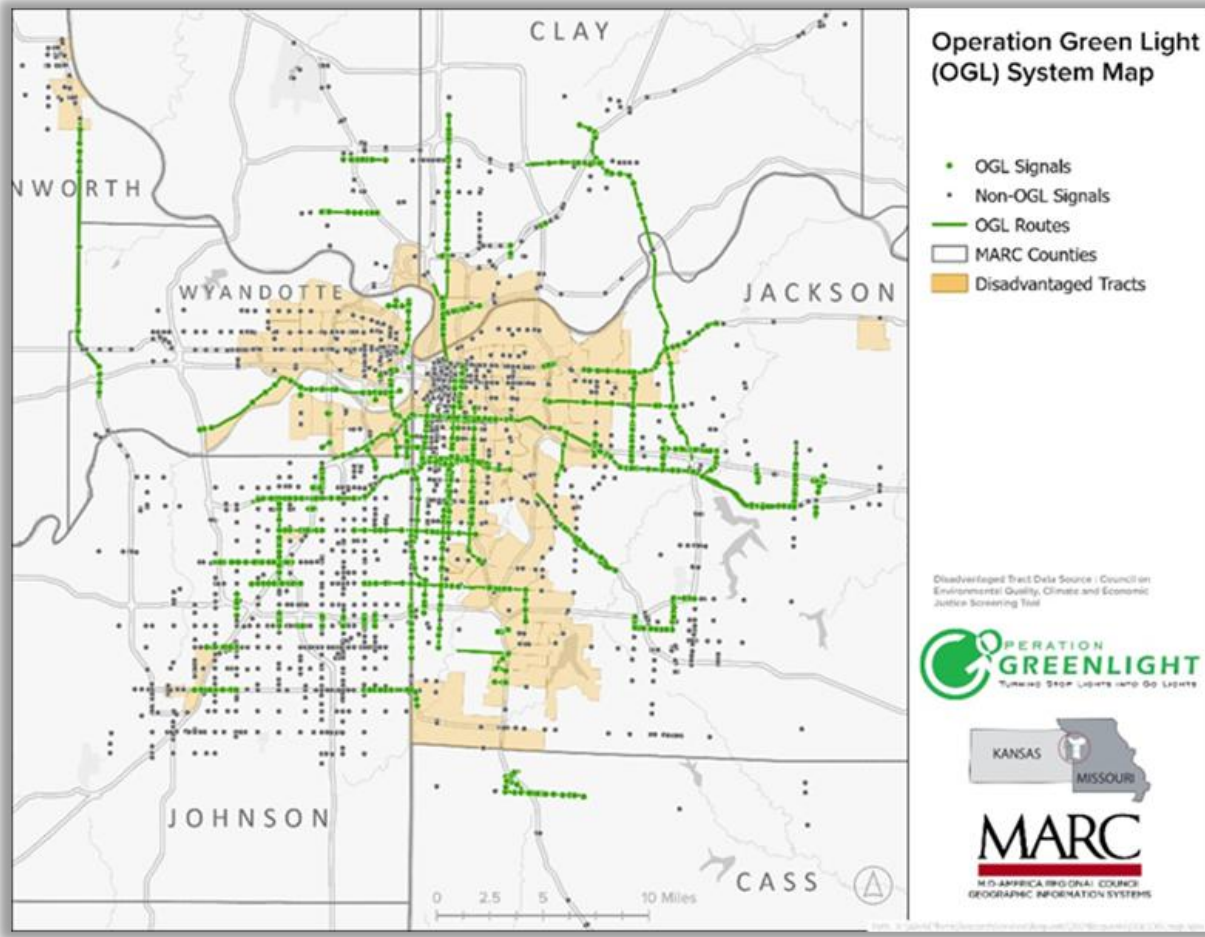 Operation Green Light
(OGL) System Map
OGL Signals
Non-OGL Signals
OGL Routes
MARC Counties
Disadvantaged Tracts
CLAY
NWORTH
WYANDOTTE
JACKSON
JOHNSON
CASS
0 2.5 5 10 Miles
Disadvantaged Tract Data Source : Council on
Environmental Quality, Climate and Economic
Justice Screening Tool
PERATION
GREENLIGHT
TURNING STOP LIGHTS INTO GO LIGHTS
KANSAS
MISSOURI
MARC
MID-AMERICA REGIONAL COUNCIL
GEOGRAPHIC INFORMATION SYSTEMS